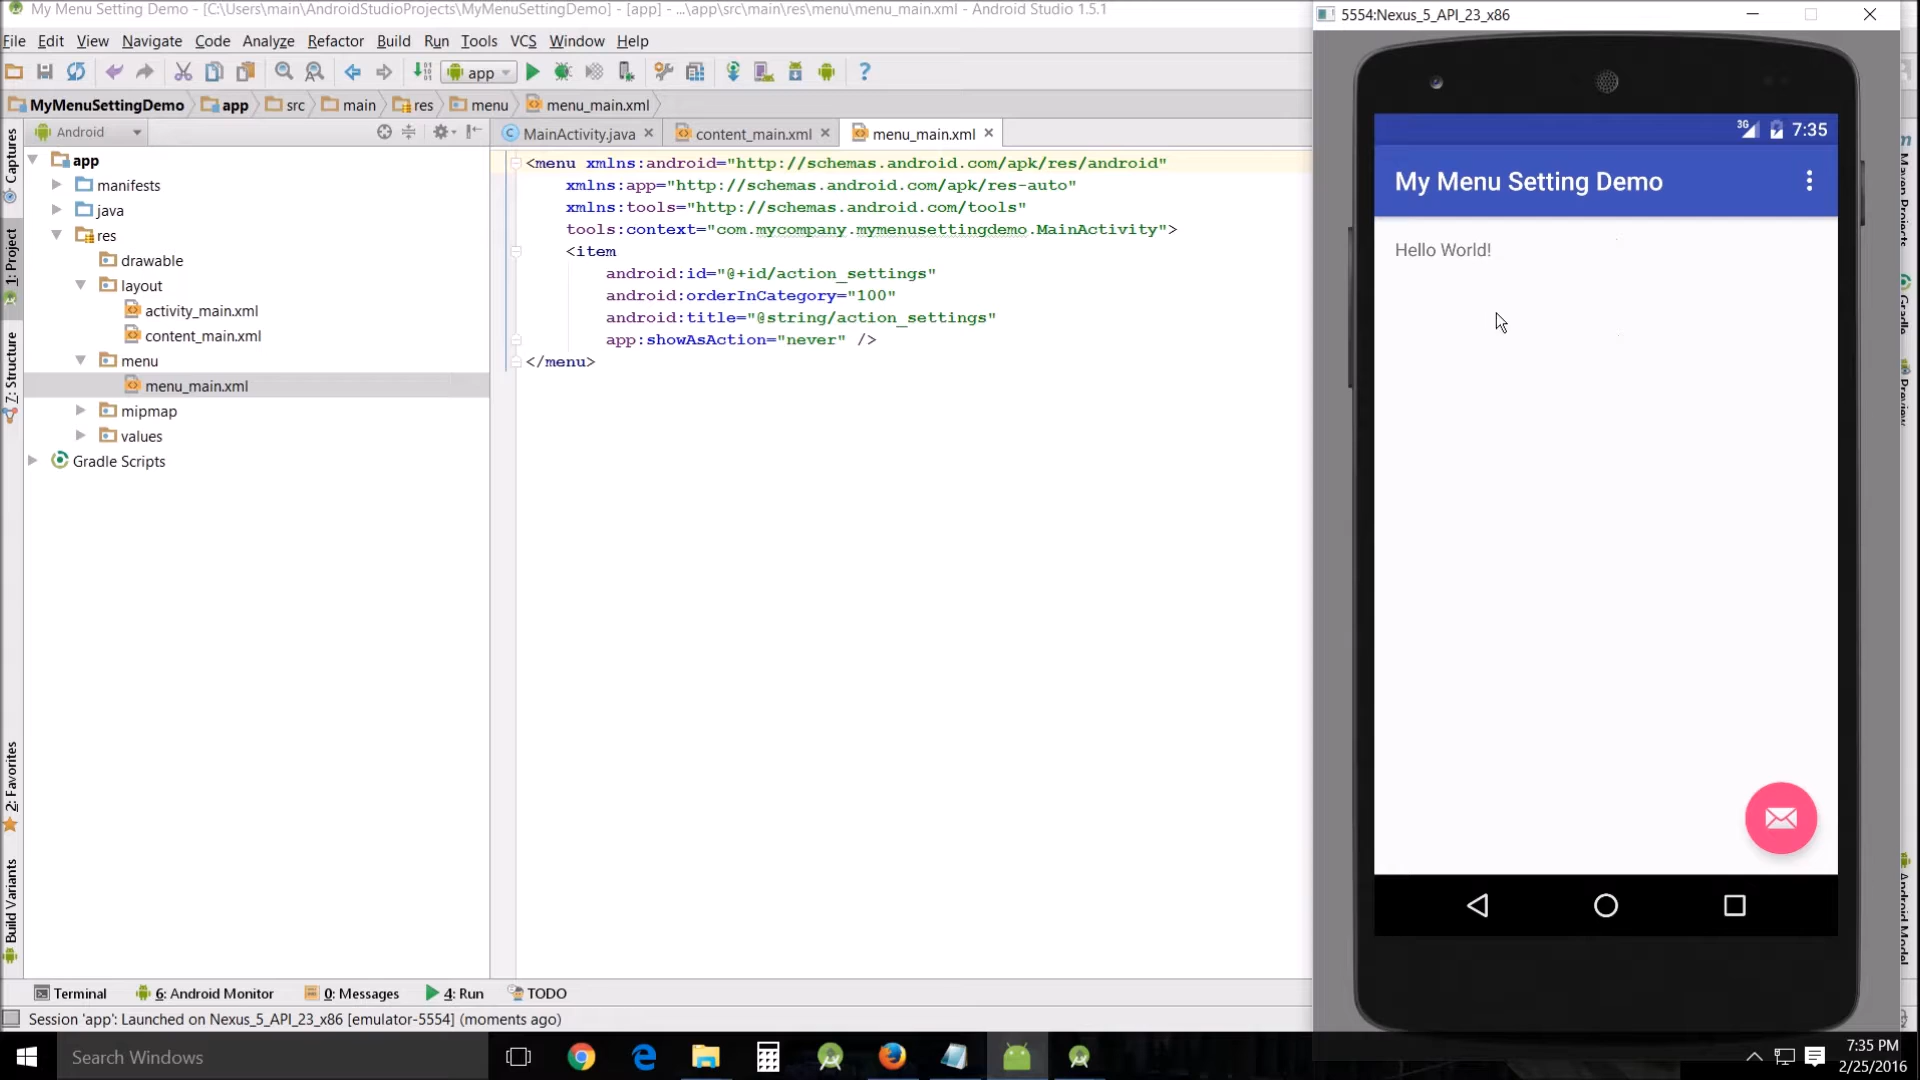 My Menu Setting Demo - [C:\Users\main\AndroidStudioProjects\MyMenuSettingDemo] - [app] - ...\app\src\main\res\menu\menu_main.xml - Android Studio 1.5.1
File Edit View Navigate Code Analyze Refactor Build Run Tools VCS Window Help
app
MyMenuSettingDemo app src main res menu menu_main.xml
Android
MainActivity.java content_main.xml menu_main.xml
Captures
1: Project
Z: Structure
2: Favorites
Build Variants
app
manifests
java
res
drawable
layout
activity_main.xml
content_main.xml
menu
menu_main.xml
mipmap
values
Gradle Scripts
<menu xmlns:android="http://schemas.android.com/apk/res/android"
xmlns:app="http://schemas.android.com/apk/res-auto"
xmlns:tools="http://schemas.android.com/tools"
tools:context="com.mycompany.mymenusettingdemo.MainActivity">
<item
android:id="@+id/action_settings"
android:orderInCategory="100"
android:title="@string/action_settings"
app:showAsAction="never" />
</menu>
5554:Nexus_5_API_23_x86
3G 7:35
My Menu Setting Demo
Hello World!
Maven Projects
Gradle
Preview
Android Model
Terminal 6: Android Monitor 0: Messages 4: Run TODO
Session 'app': Launched on Nexus_5_API_23_x86 [emulator-5554] (moments ago)
Search Windows
7:35 PM
2/25/2016